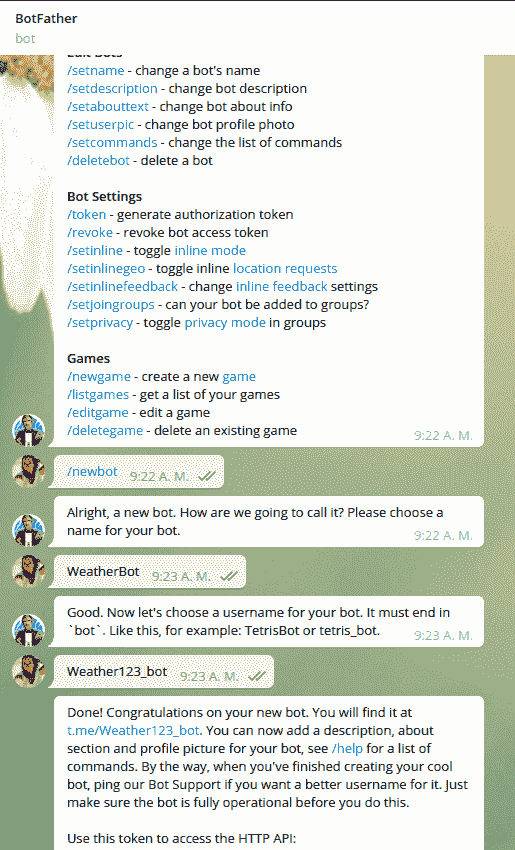 BotFather
bot
Edit Bots
/setname - change a bot's name
/setdescription - change bot description
/setabouttext - change bot about info
/setuserpic - change bot profile photo
/setcommands - change the list of commands
/deletebot - delete a bot
Bot Settings
/token - generate authorization token
/revoke - revoke bot access token
/setinline - toggle inline mode
/setinlinegeo - toggle inline location requests
/setinlinefeedback - change inline feedback settings
/setjoingroups - can your bot be added to groups?
/setprivacy - toggle privacy mode in groups
Games
/newgame - create a new game
/listgames - get a list of your games
/editgame - edit a game
/deletegame - delete an existing game
9:22 A. M.
/newbot 9:22 A. M.
Alright, a new bot. How are we going to call it? Please choose a
name for your bot.
9:22 A. M.
WeatherBot 9:23 A. M.
Good. Now let's choose a username for your bot. It must end in
`bot`. Like this, for example: TetrisBot or tetris_bot.
9:23 A. M.
Weather123_bot 9:23 A. M.
Done! Congratulations on your new bot. You will find it at
t.me/Weather123_bot. You can now add a description, about
section and profile picture for your bot, see /help for a list of
commands. By the way, when you've finished creating your cool
bot, ping our Bot Support if you want a better username for it. Just
make sure the bot is fully operational before you do this.
Use this token to access the HTTP API: